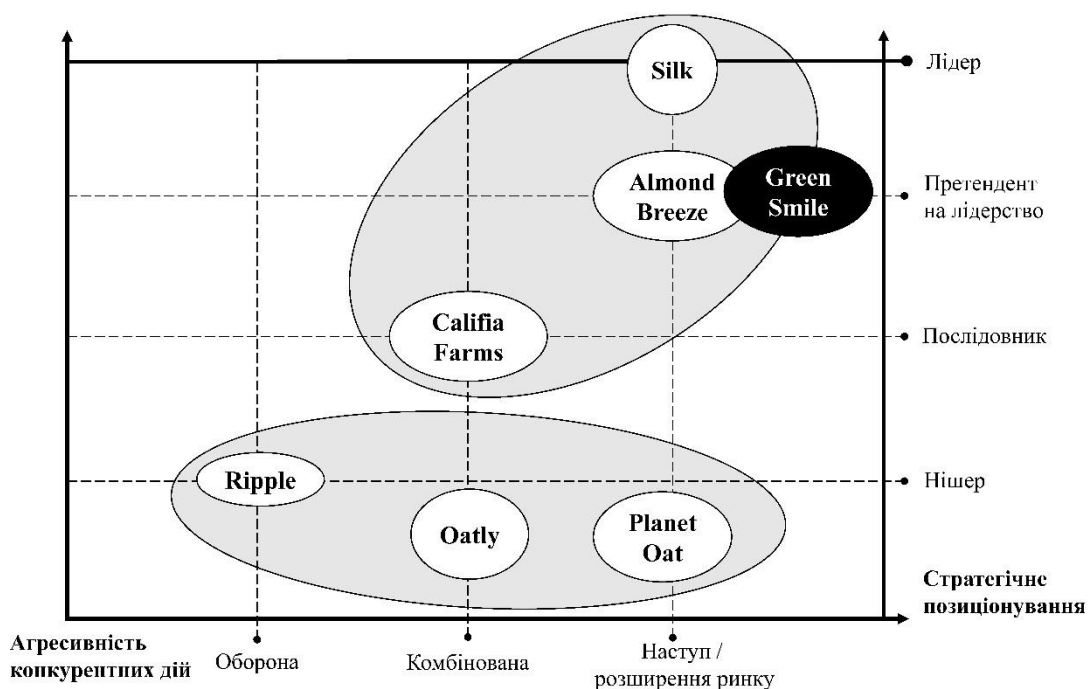 Silk
Лідер
Almond
Breeze
Green
Smile
Претендент
на лідерство
Califia
Farms
Послідовник
Ripple
Нішер
Oatly
Planet
Oat
Стратегічне
позиціонування
Агресивність
конкурентних дій
Оборона
Комбінована
Наступ /
розширення ринку